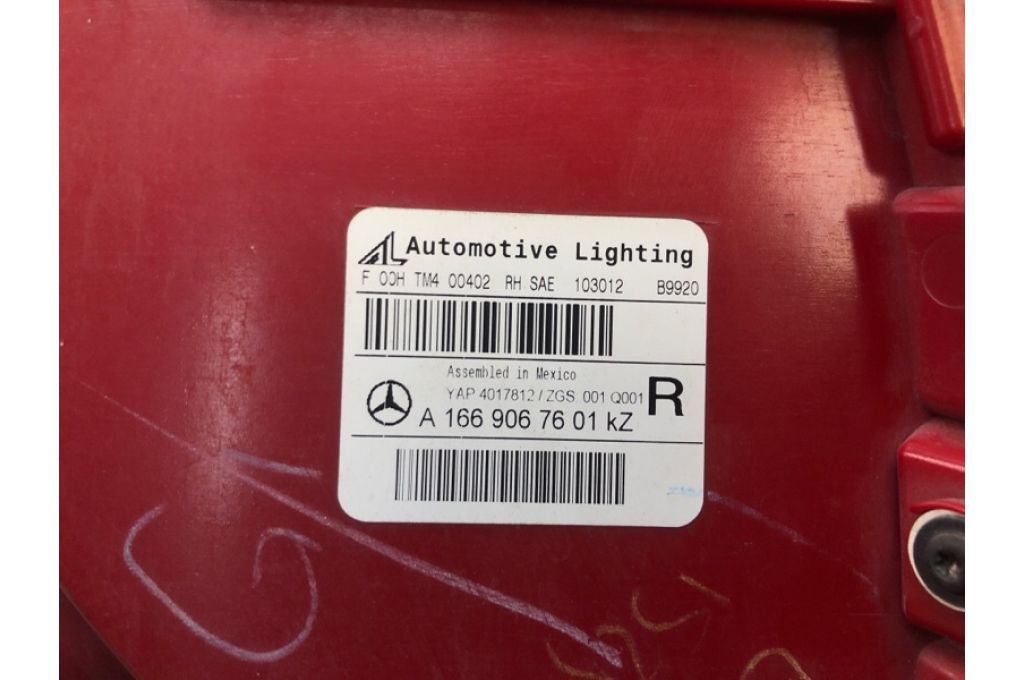 AL Automotive Lighting
F 00H TM4 00402 RH SAE 103012 B9920
Assembled in Mexico
YAP 4017812 / ZGS 001 Q001 R
A 166 906 76 01 kZ